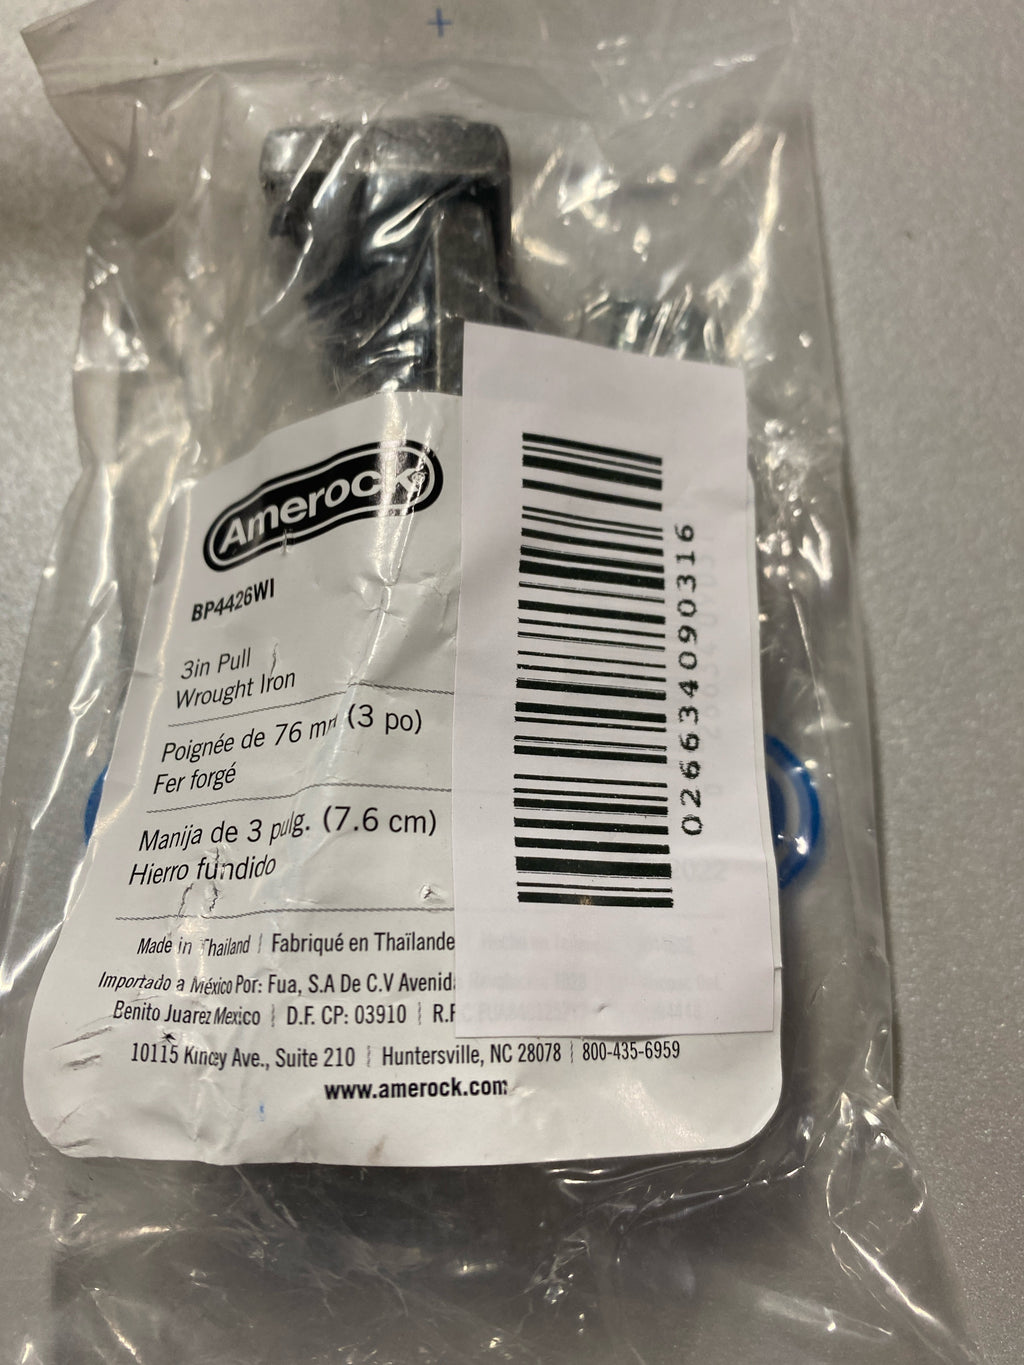 Amerock
BP4426WI
3in Pull
Wrought Iron
Poignée de 76 mm (3 po)
Fer forgé
Manija de 3 pulg. (7.6 cm)
Hierro fundido
Made in Thailand | Fabriqué en Thaïlande
Importado a México Por: Fua, S.A De C.V Avenid
Benito Juarez Mexico | D.F. CP: 03910 | R.F
10115 Kincey Ave., Suite 210 | Huntersville, NC 28078 | 800-435-6959
www.amerock.com
026634090316